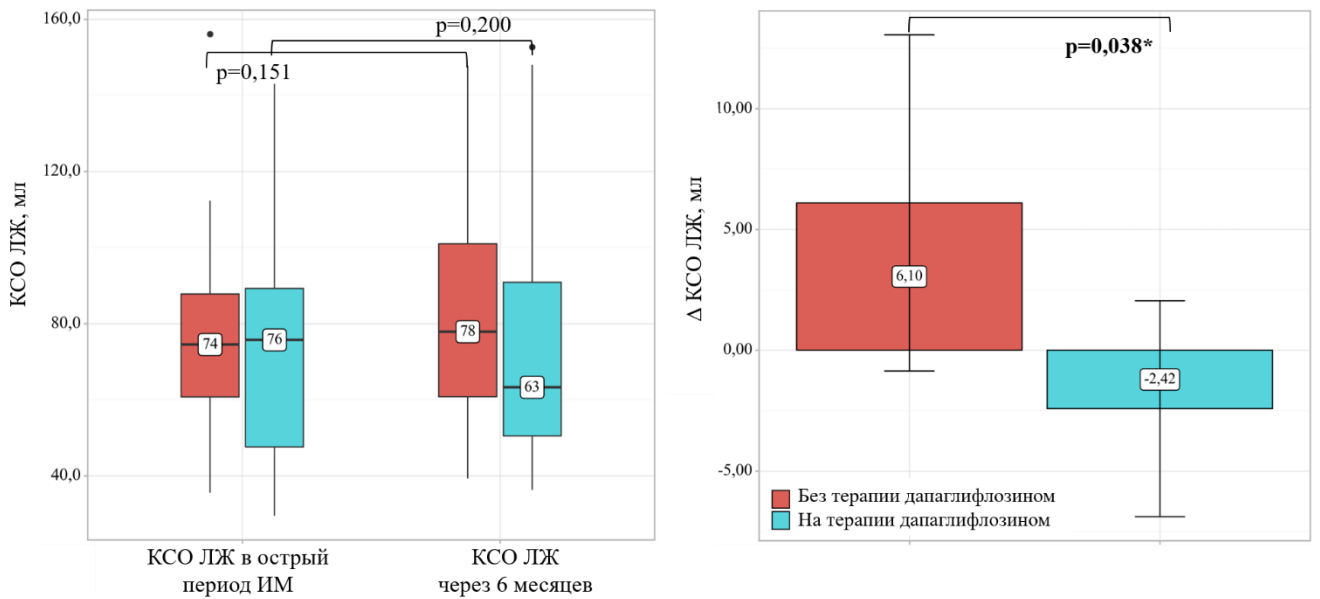 160,0
p=0,200
p=0,151
120,0
КСО ЛЖ, мл
80,0
74
76
78
63
40,0
КСО ЛЖ в острый
период ИМ
КСО ЛЖ
через 6 месяцев
p=0,038*
10,00
Δ КСО ЛЖ, мл
5,00
6,10
0,00
-2,42
-5,00
Без терапии дапаглифлозином
На терапии дапаглифлозином